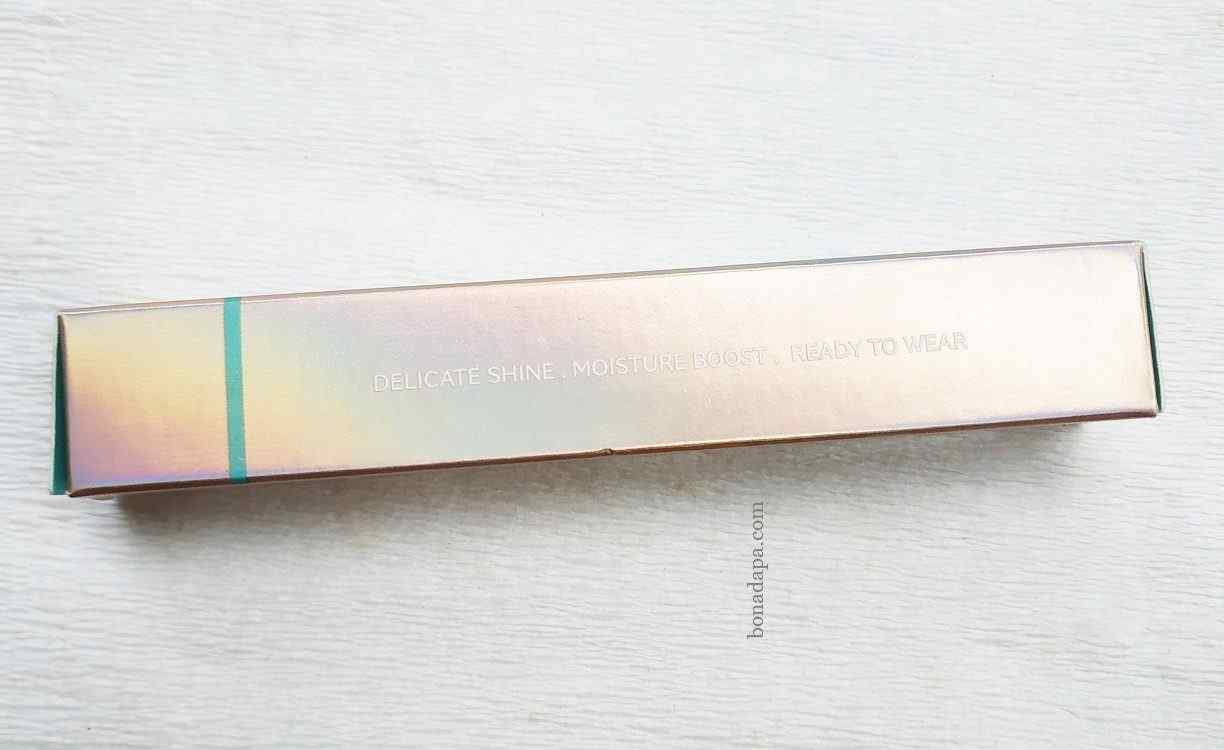 DELICATE SHINE . MOISTURE BOOST . READY TO WEAR
bonadapa.com